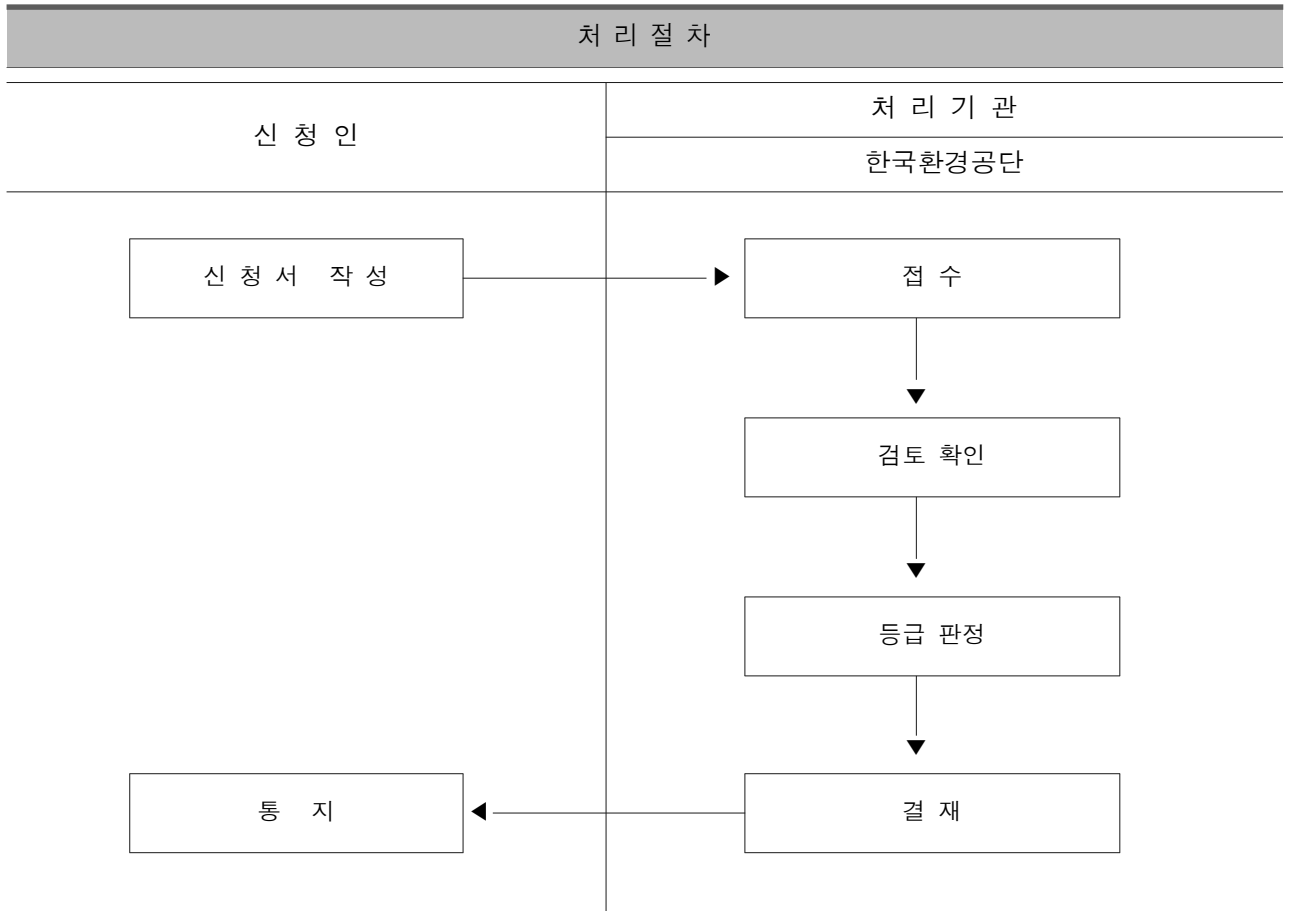 처 리 절 차
신 청 인
처 리 기 관
한국환경공단
신 청 서 작 성
접 수
검토 확인
등급 판정
통 지
결 재